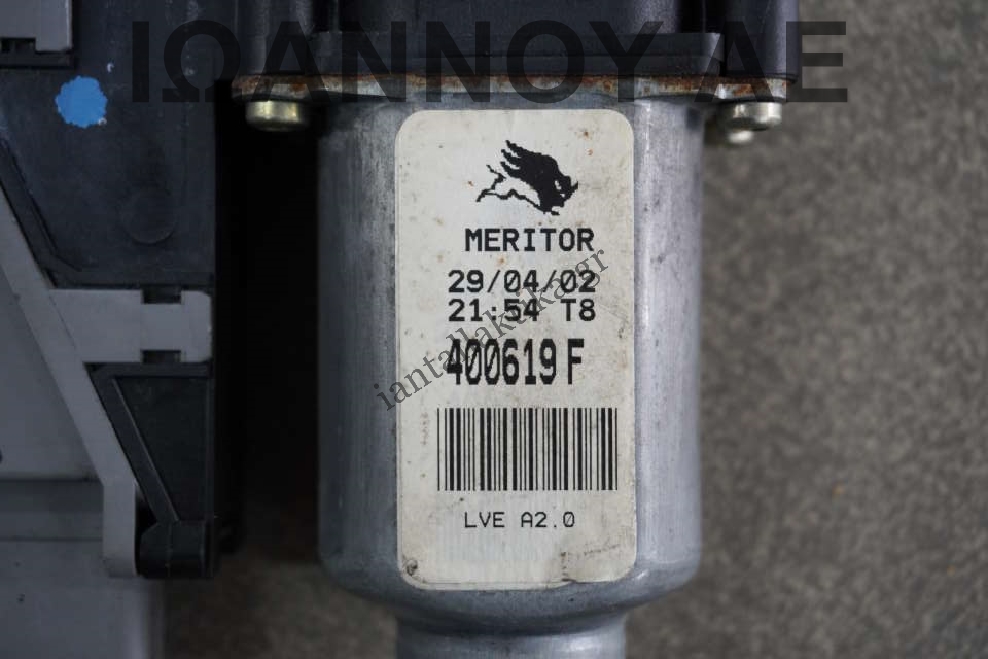 ΙΩΑΝΝΟΥ ΑΕ
MERITOR
29/04/02
21:54 T8
400619 F
LVE A2.0
iantallaktika.gr